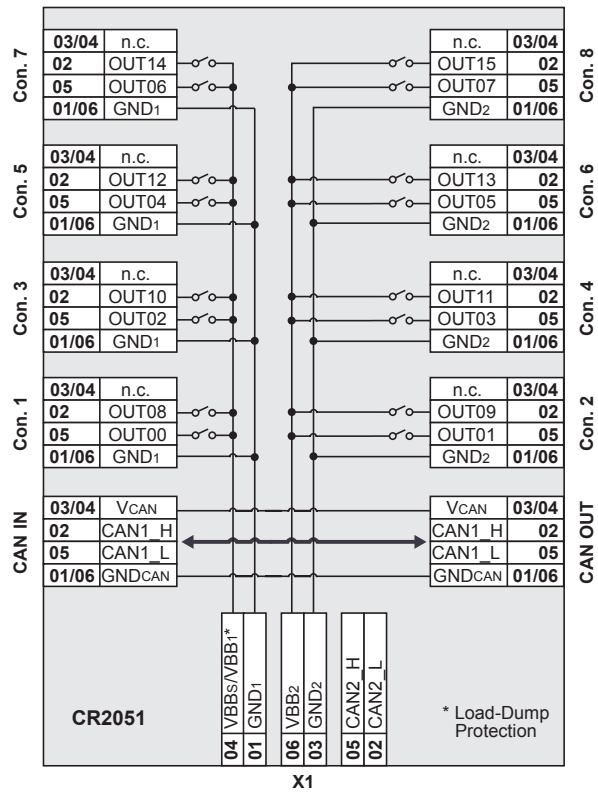 Con. 7
03/04 n.c.
02 OUT14
05 OUT06
01/06 GND1
Con. 8
n.c. 03/04
OUT15 02
OUT07 05
GND2 01/06
Con. 5
03/04 n.c.
02 OUT12
05 OUT04
01/06 GND1
Con. 6
n.c. 03/04
OUT13 02
OUT05 05
GND2 01/06
Con. 3
03/04 n.c.
02 OUT10
05 OUT02
01/06 GND1
Con. 4
n.c. 03/04
OUT11 02
OUT03 05
GND2 01/06
Con. 1
03/04 n.c.
02 OUT08
05 OUT00
01/06 GND1
Con. 2
n.c. 03/04
OUT09 02
OUT01 05
GND2 01/06
CAN IN
03/04 VCAN
02 CAN1_H
05 CAN1_L
01/06 GNDCAN
CAN OUT
VCAN 03/04
CAN1_H 02
CAN1_L 05
GNDCAN 01/06
CR2051
04 VBBS/VBB1*
01 GND1
06 VBB2
03 GND2
05 CAN2_H
02 CAN2_L
* Load-Dump
Protection
X1